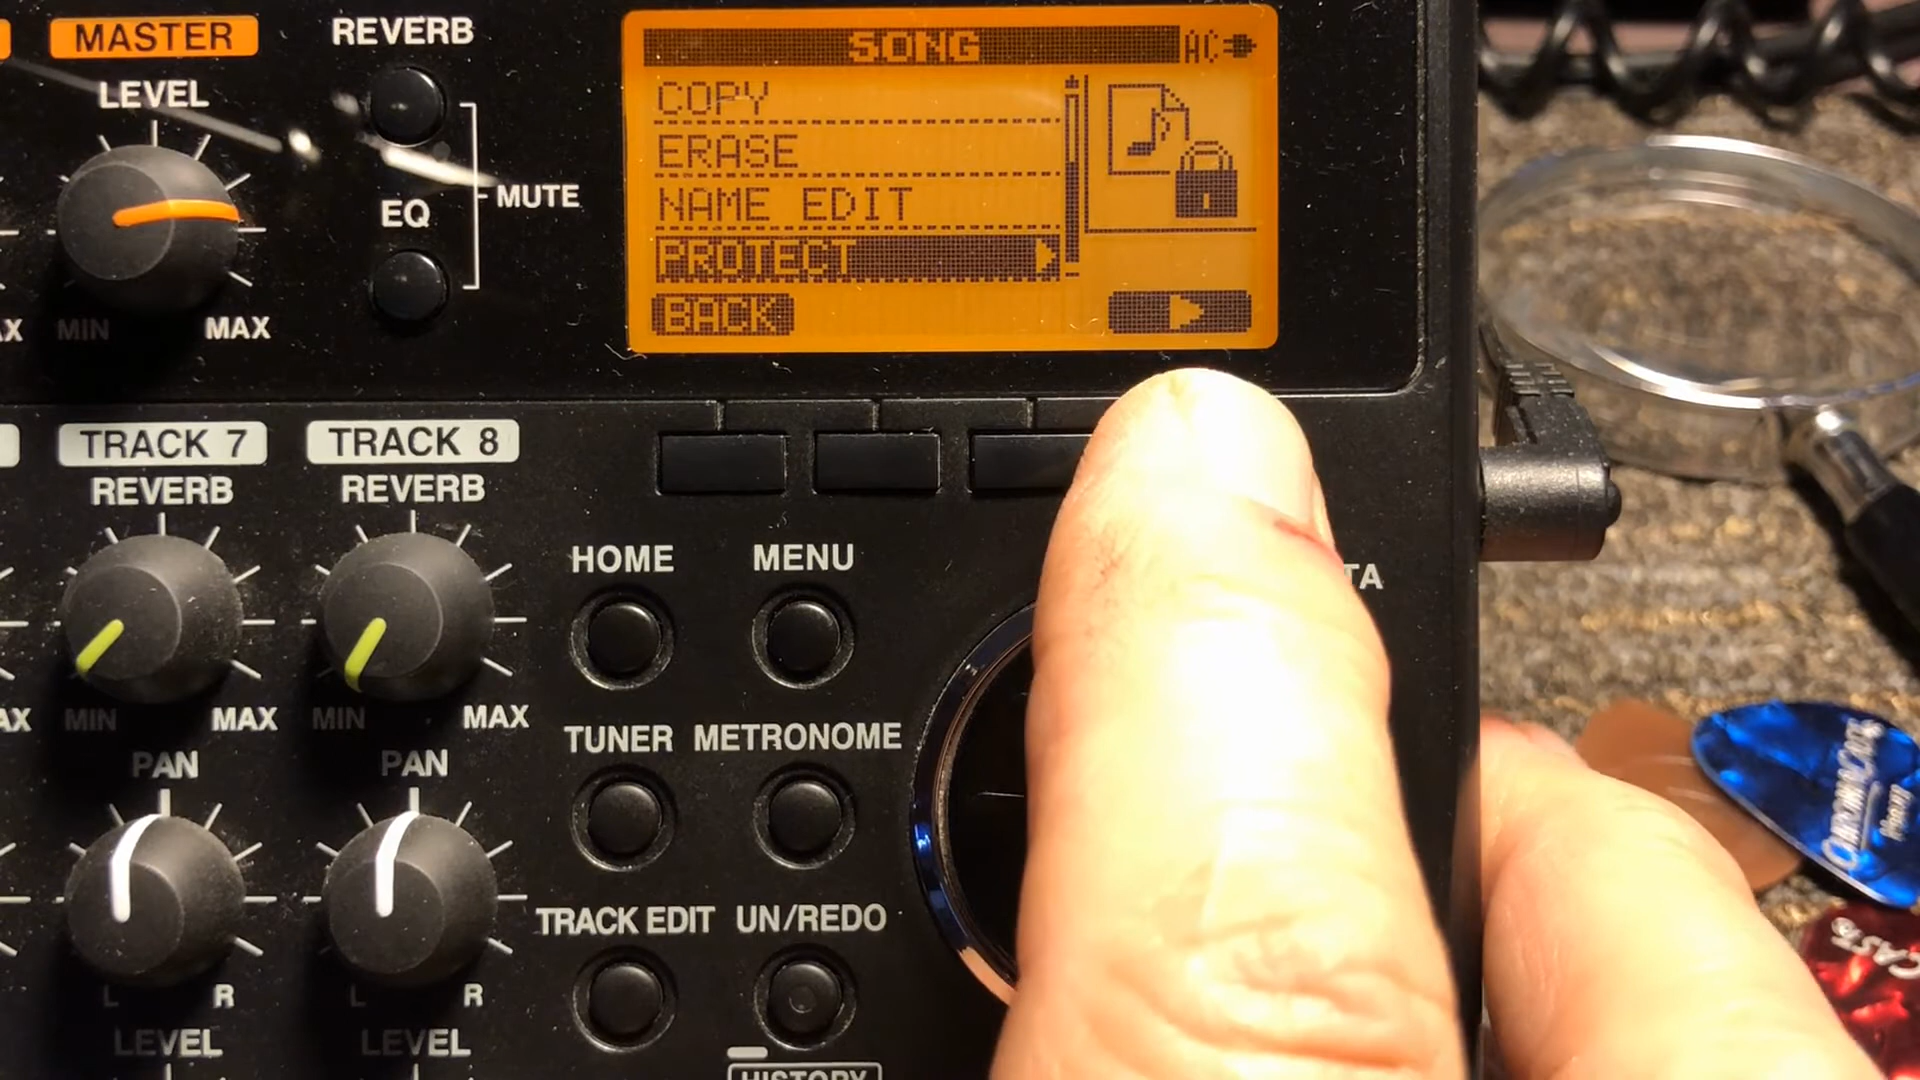 MASTER
LEVEL
MIN
MAX
REVERB
EQ
MUTE
SONG
AC
COPY
ERASE
NAME EDIT
PROTECT
BACK
TRACK 7
REVERB
MIN
MAX
PAN
L
R
LEVEL
TRACK 8
REVERB
MIN
MAX
PAN
L
R
LEVEL
HOME
MENU
TUNER
METRONOME
TRACK EDIT
UN/REDO
HISTORY